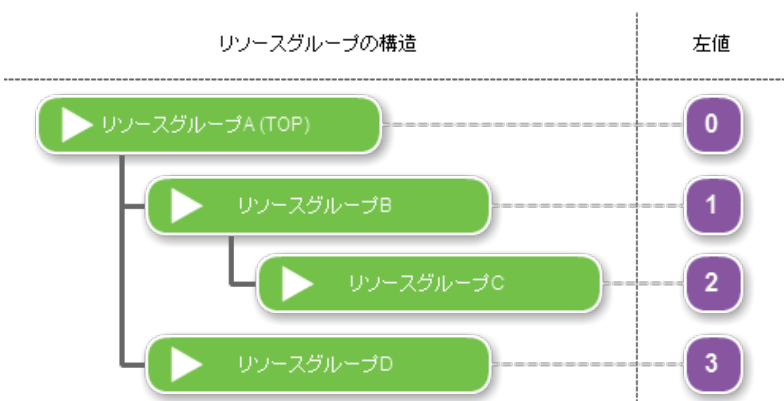 リソースグループの構造 左値
リソースグループA (TOP) 0
リソースグループB 1
リソースグループC 2
リソースグループD 3